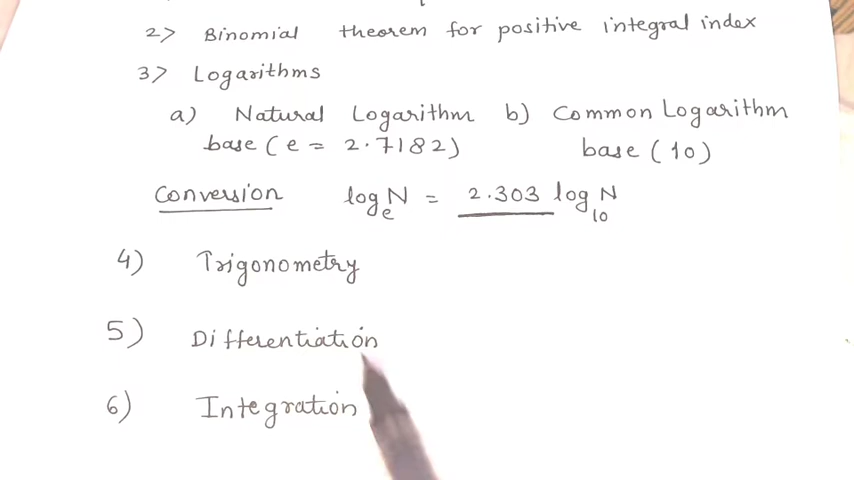 2> Binomial theorem for positive integral index
3> Logarithms
a) Natural Logarithm b) Common Logarithm
base (e = 2.7182) base (10)
Conversion log_e N = 2.303 log_10 N
4) Trigonometry
5) Differentiation
6) Integration